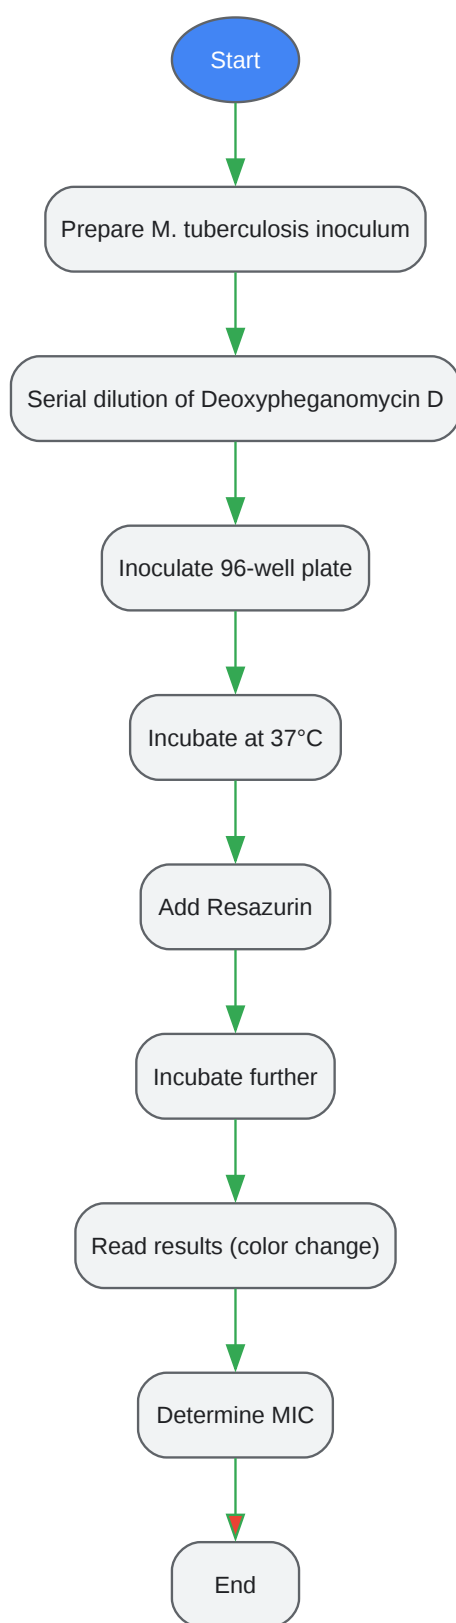 Start
Prepare M. tuberculosis inoculum
Serial dilution of Deoxypheganomycin D
Inoculate 96-well plate
Incubate at 37°C
Add Resazurin
Incubate further
Read results (color change)
Determine MIC
End